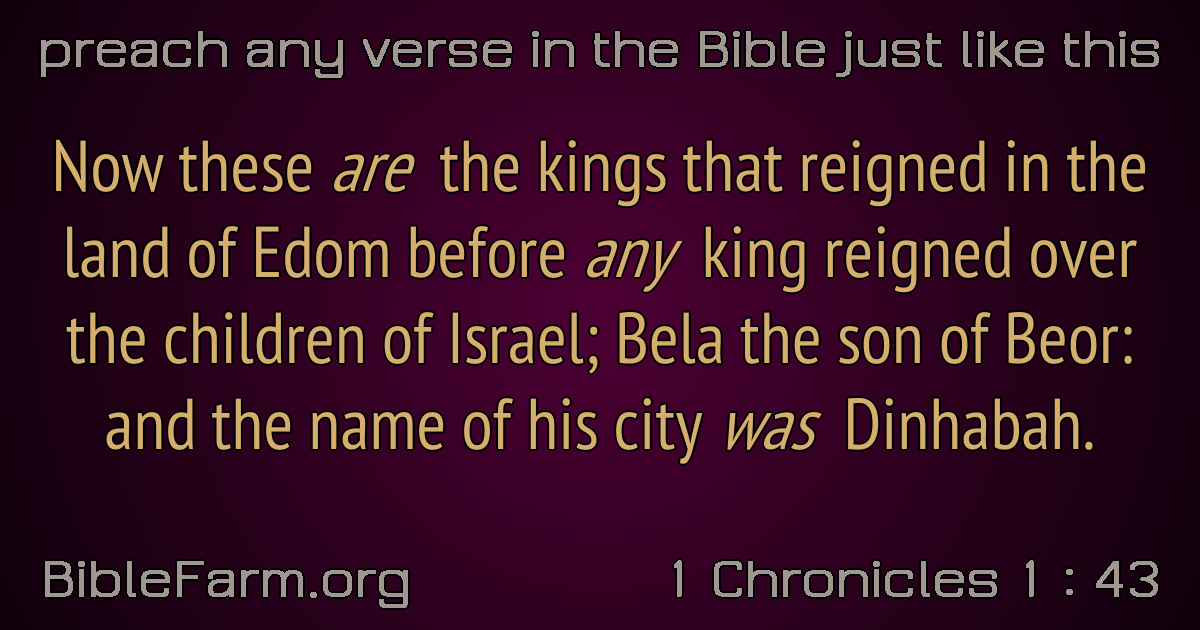 preach any verse in the Bible just like this
Now these are the kings that reigned in the
land of Edom before any king reigned over
the children of Israel; Bela the son of Beor:
and the name of his city was Dinhabah.
BibleFarm.org
1 Chronicles 1 : 43